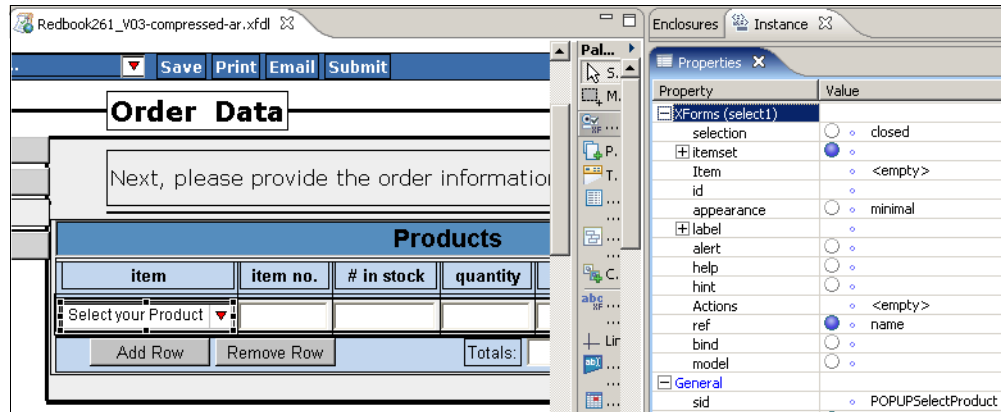 Redbook261_V03-compressed-ar.xfdl
... Save Print Email Submit
Order Data
Next, please provide the order informatio
Products
item item no. # in stock quantity
Select your Product
Add Row Remove Row Totals:
Pal...
S.
M.
...
P.
T.
...
...
...
C.
...
...
Lir
...
...
...
Enclosures Instance
Properties
Property Value
XForms (select1)
selection closed
itemset
Item <empty>
id
appearance minimal
label
alert
help
hint
Actions <empty>
ref name
bind
model
General
sid POPUPSelectProduct